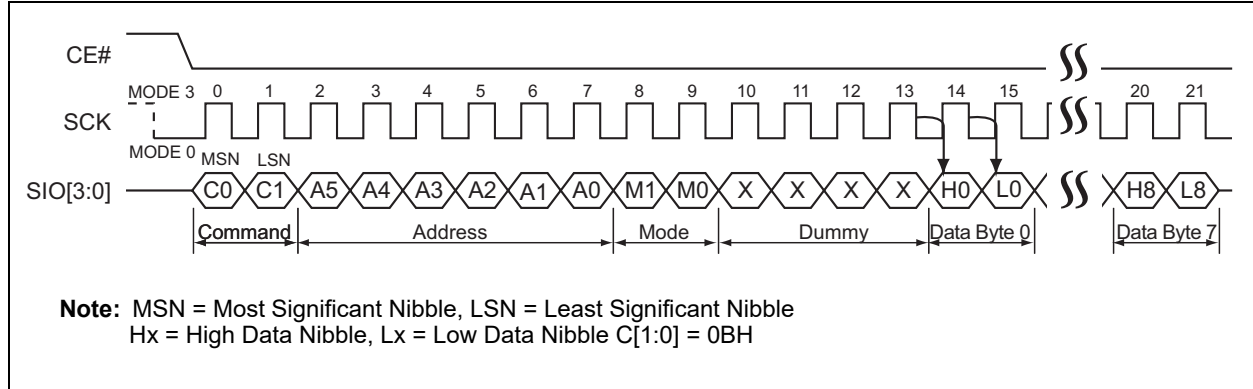 CE#
MODE 3 0 1 2 3 4 5 6 7 8 9 10 11 12 13 14 15 20 21
SCK
MODE 0
MSN LSN
SIO[3:0] C0 C1 A5 A4 A3 A2 A1 A0 M1 M0 X X X X H0 L0 H8 L8
Command Address Mode Dummy Data Byte 0 Data Byte 7
Note: MSN = Most Significant Nibble, LSN = Least Significant Nibble
Hx = High Data Nibble, Lx = Low Data Nibble C[1:0] = 0BH